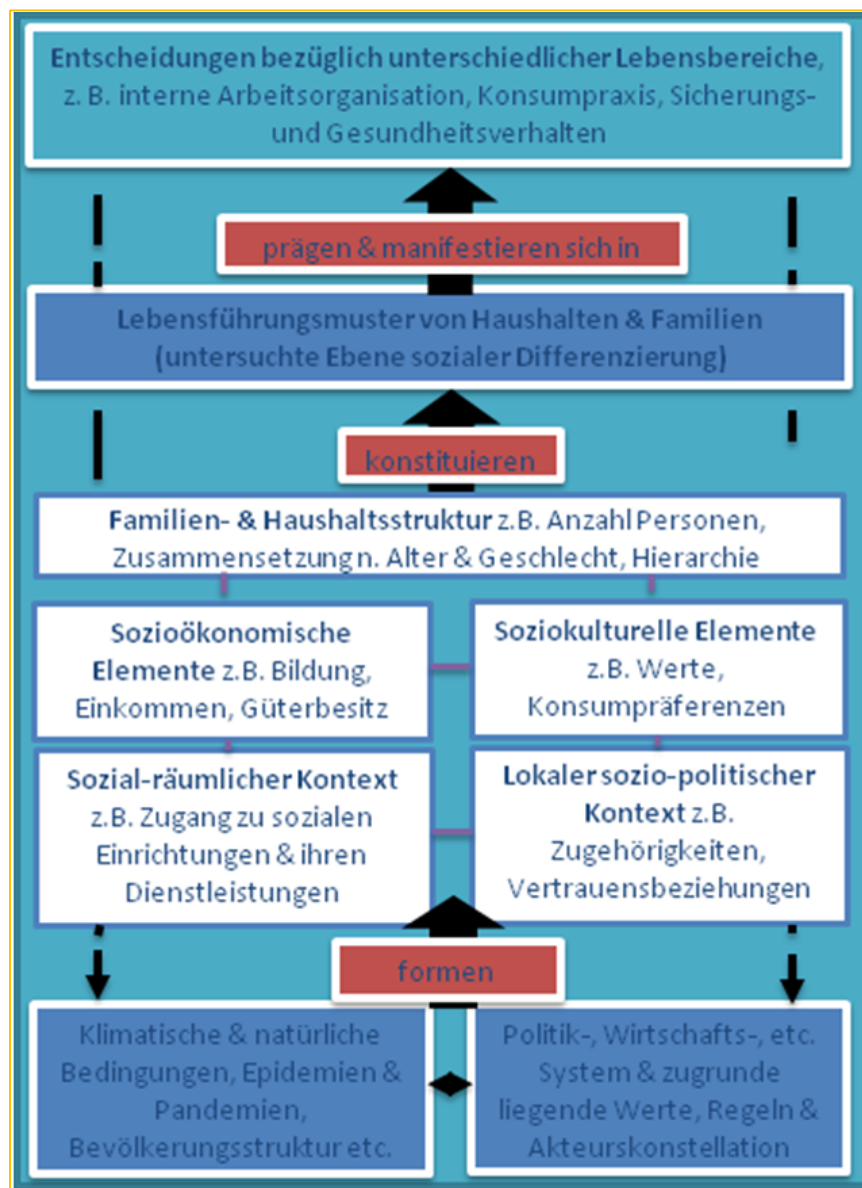 Entscheidungen bezüglich unterschiedlicher Lebensbereiche,
z. B. interne Arbeitsorganisation, Konsumpraxis, Sicherungs-
und Gesundheitsverhalten
prägen & manifestieren sich in
Lebensführungsmuster von Haushalten & Familien
(untersuchte Ebene sozialer Differenzierung)
konstituieren
Familien- & Haushaltsstruktur z.B. Anzahl Personen,
Zusammensetzung n. Alter & Geschlecht, Hierarchie
Sozioökonomische
Elemente z.B. Bildung,
Einkommen, Güterbesitz
Soziokulturelle Elemente
z.B. Werte,
Konsumpräferenzen
Sozial-räumlicher Kontext
z.B. Zugang zu sozialen
Einrichtungen & ihren
Dienstleistungen
Lokaler sozio-politischer
Kontext z.B.
Zugehörigkeiten,
Vertrauensbeziehungen
formen
Klimatische & natürliche
Bedingungen, Epidemien &
Pandemien,
Bevölkerungsstruktur etc.
Politik-, Wirtschafts-, etc.
System & zugrunde
liegende Werte, Regeln &
Akteurskonstellation